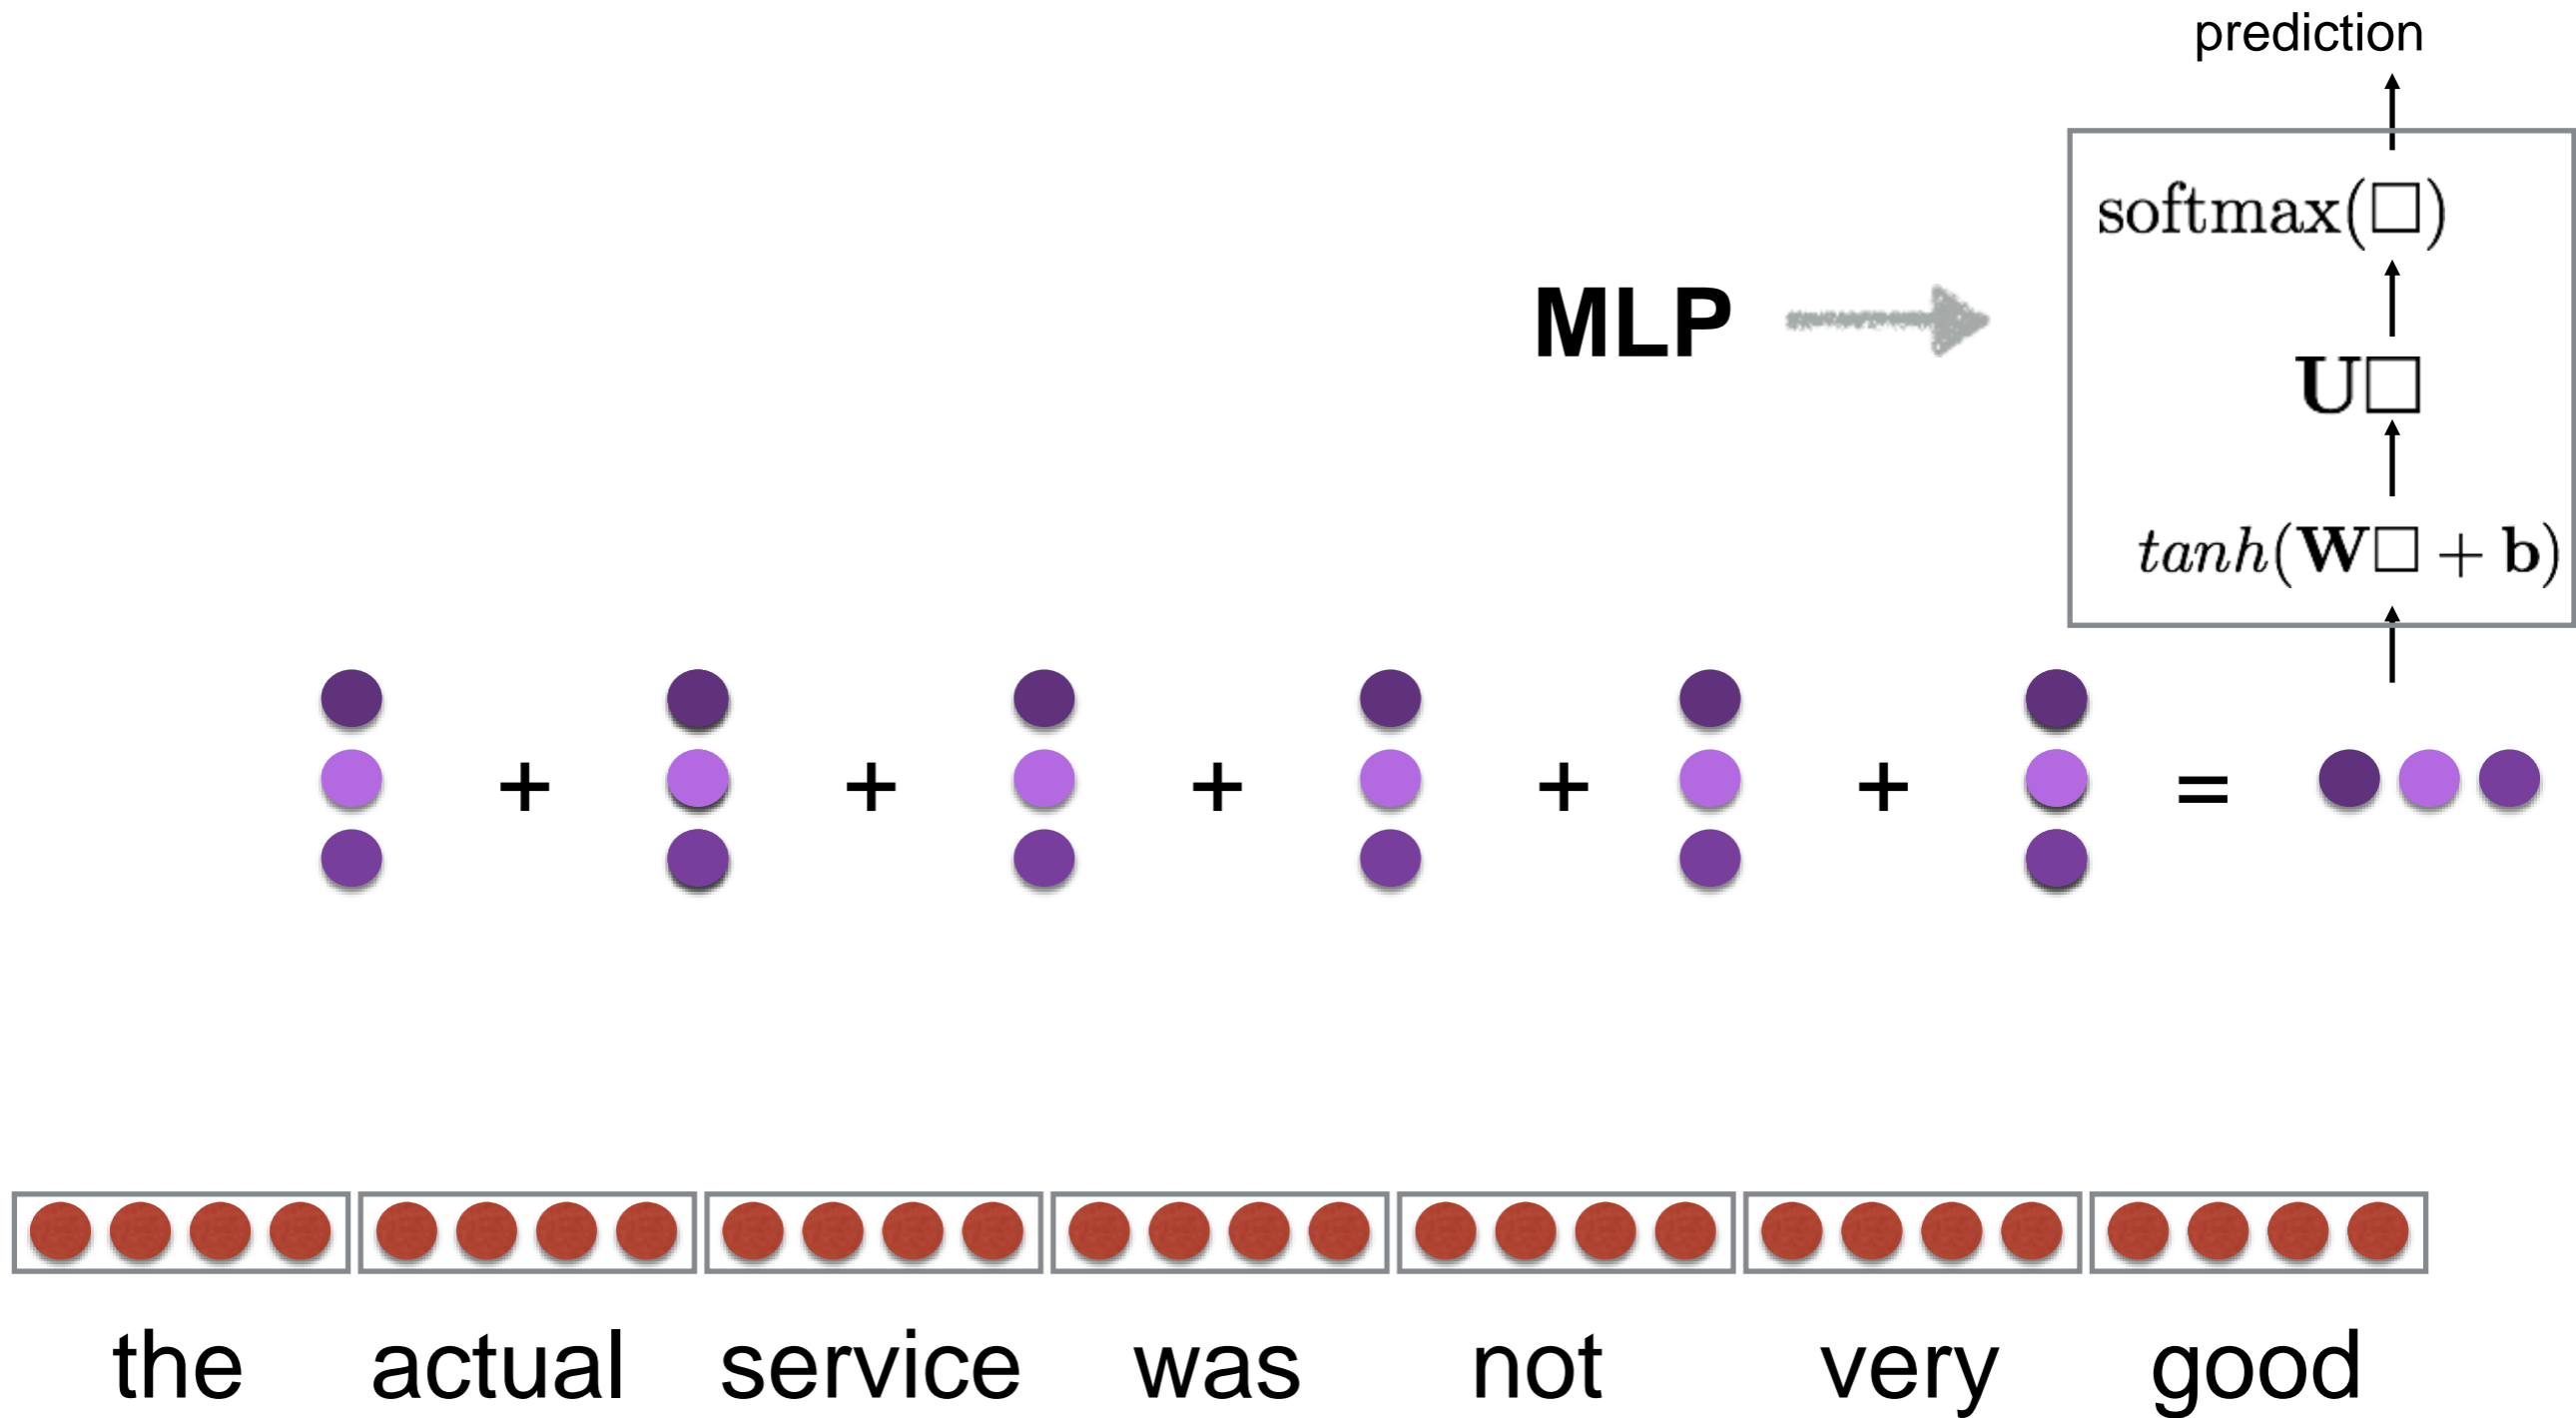 prediction
softmax(□)
MLP
U□
tanh(W□ + b)
+ + + + + =
the actual service was not very good